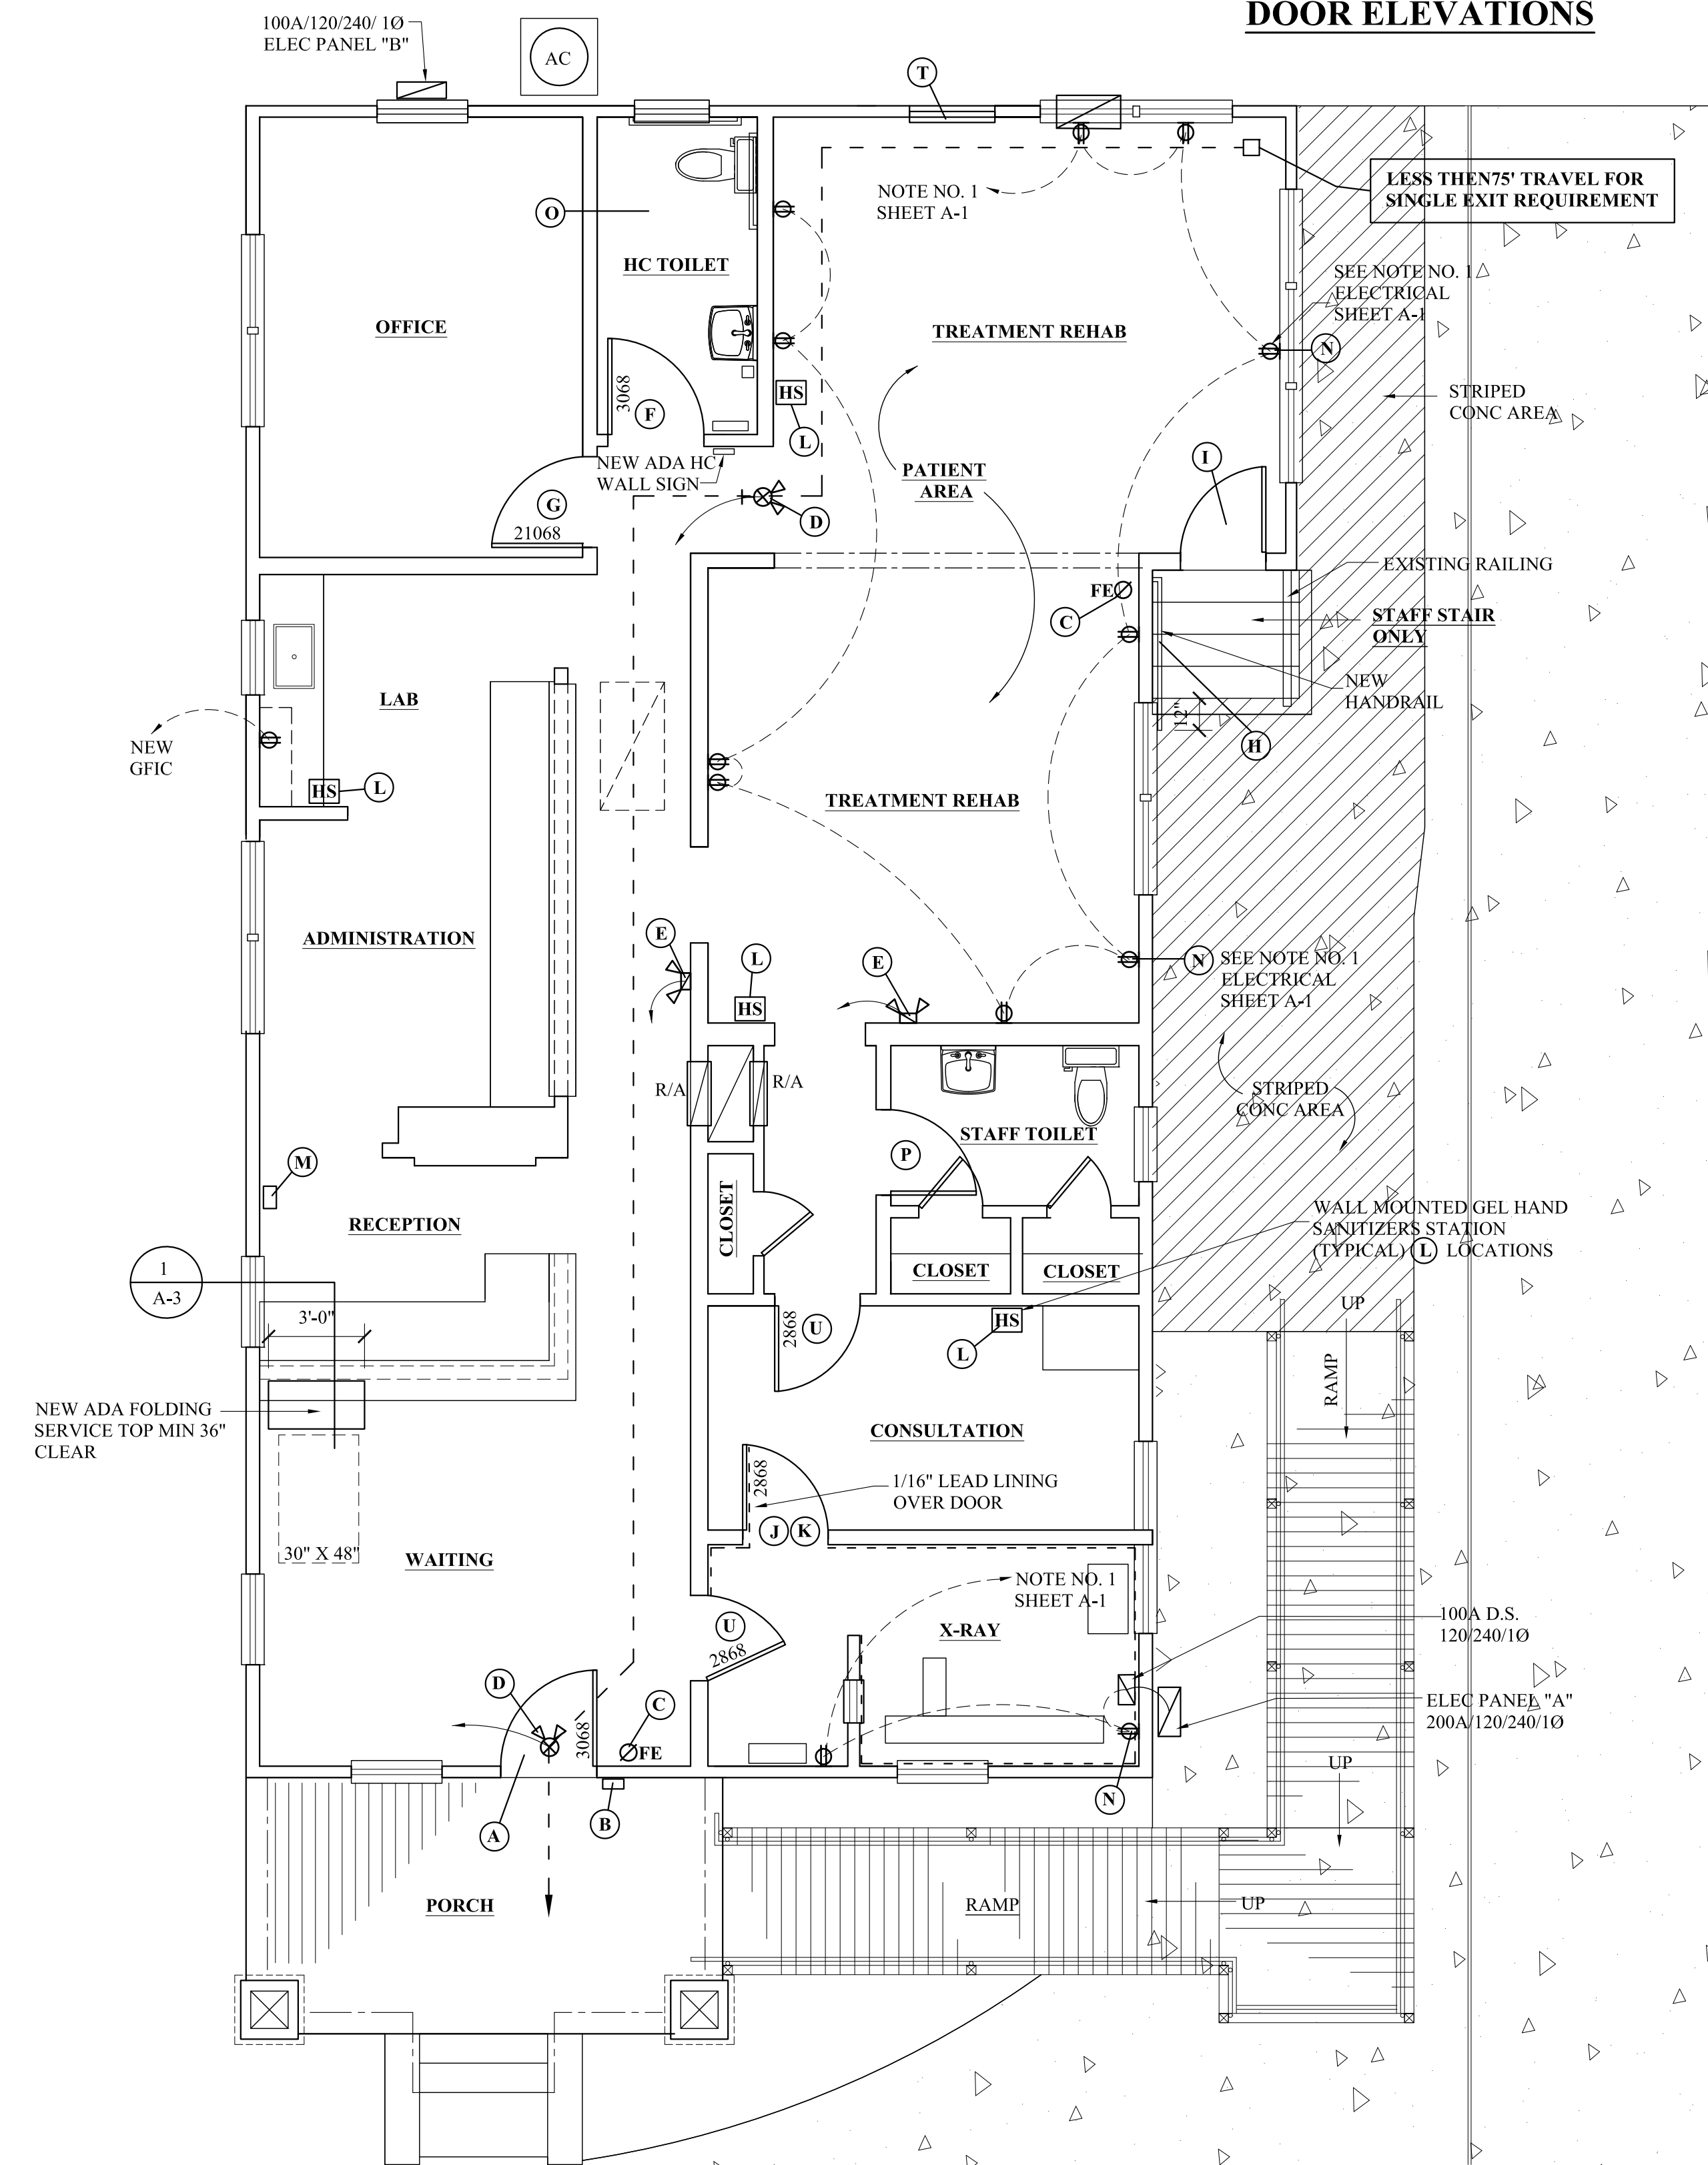 DOOR ELEVATIONS
100A/120/240/ 1Ø
ELEC PANEL "B"
AC
T
NOTE NO. 1
SHEET A-1
LESS THEN75' TRAVEL FOR
SINGLE EXIT REQUIREMENT
O
HC TOILET
OFFICE
TREATMENT REHAB
SEE NOTE NO. 1
ELECTRICAL
SHEET A-1
N
3068
F
HS
L
STRIPED
CONC AREA
NEW ADA HC
WALL SIGN
PATIENT
AREA
I
G
21068
D
EXISTING RAILING
FE
C
STAFF STAIR
ONLY
LAB
NEW
HANDRAIL
12"
H
NEW
GFIC
HS
L
TREATMENT REHAB
E
L
HS
E
N
SEE NOTE NO. 1
ELECTRICAL
SHEET A-1
ADMINISTRATION
R/A
R/A
STRIPED
CONC AREA
STAFF TOILET
P
M
CLOSET
RECEPTION
WALL MOUNTED GEL HAND
SANITIZERS STATION
(TYPICAL) L LOCATIONS
CLOSET
CLOSET
1
A-3
3'-0"
2868
U
HS
L
UP
RAMP
NEW ADA FOLDING
SERVICE TOP MIN 36"
CLEAR
CONSULTATION
2868
1/16" LEAD LINING
OVER DOOR
J
K
30" X 48"
WAITING
NOTE NO. 1
SHEET A-1
U
2868
X-RAY
100A D.S.
120/240/1Ø
D
C
3068
FE
ELEC PANEL "A"
200A/120/240/1Ø
UP
A
B
N
PORCH
RAMP
UP